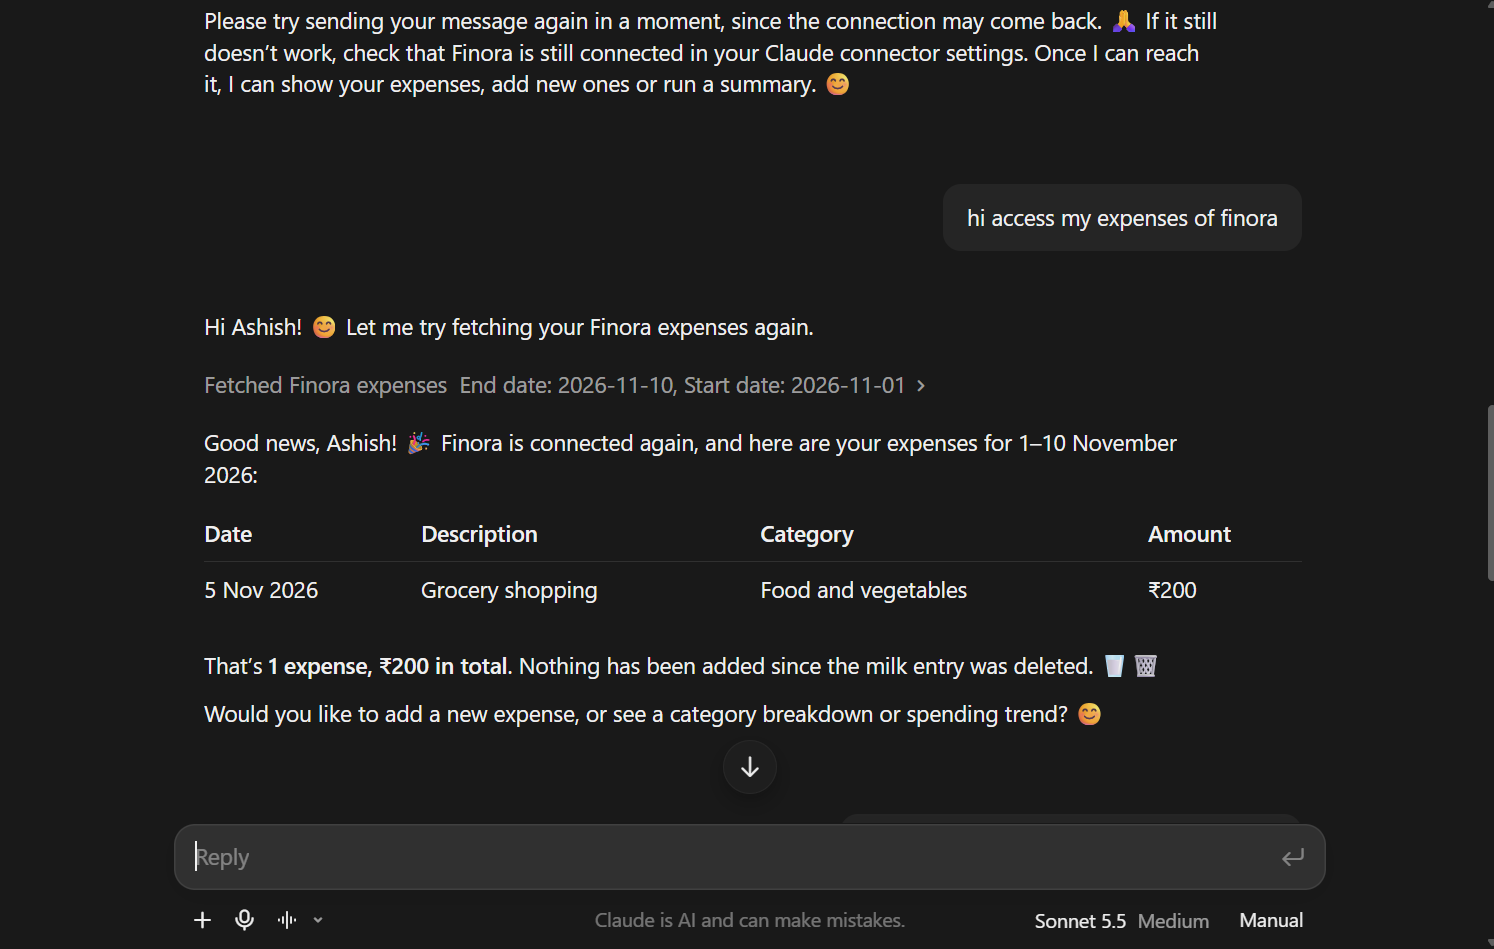 Please try sending your message again in a moment, since the connection may come back. 🙏 If it still
doesn’t work, check that Finora is still connected in your Claude connector settings. Once I can reach
it, I can show your expenses, add new ones or run a summary. 😊
hi access my expenses of finora
Hi Ashish! 😊 Let me try fetching your Finora expenses again.
Fetched Finora expenses End date: 2026-11-10, Start date: 2026-11-01 >
Good news, Ashish! 🎉 Finora is connected again, and here are your expenses for 1–10 November
2026:
Date Description Category Amount
5 Nov 2026 Grocery shopping Food and vegetables ₹200
That’s 1 expense, ₹200 in total. Nothing has been added since the milk entry was deleted. 🥛 🗑️
Would you like to add a new expense, or see a category breakdown or spending trend? 😊
Reply
Claude is AI and can make mistakes. Sonnet 5.5 Medium Manual